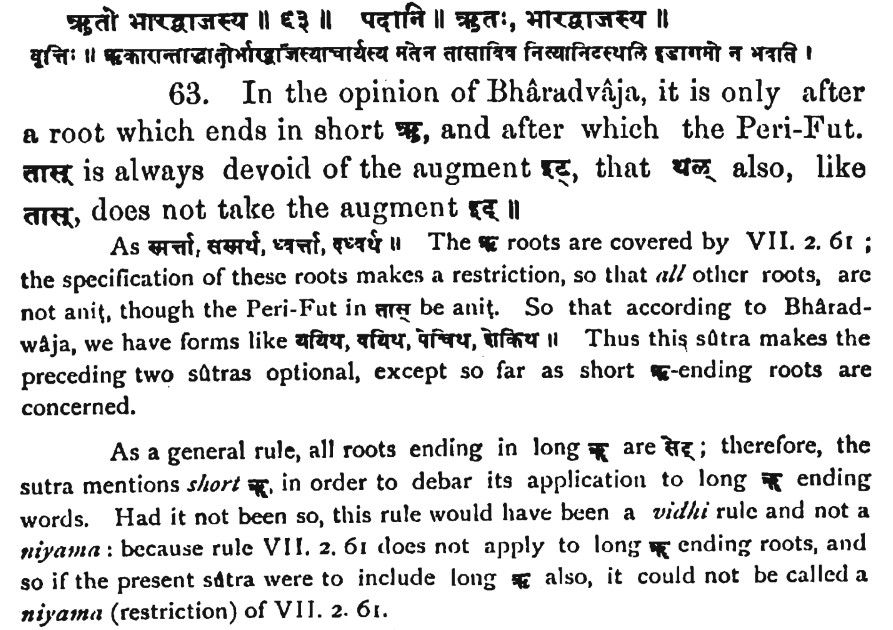 ऋतो भारद्वाजस्य ॥ ६३ ॥ पदानि ॥ ऋतः, भारद्वाजस्य ॥
वृत्तिः ॥ ऋकारान्ताद्धातोर्भारद्वाजस्याचार्यस्य मतेन तासाविव नित्यानिटस्थलि इडागमो न भवति ।
63. In the opinion of Bhâradvâja, it is only after
a root which ends in short ऋ, and after which the Peri-Fut.
तास् is always devoid of the augment इट्, that थल् also, like
तास्, does not take the augment इट् ॥
As स्मर्त्ता, सस्मर्थ, ध्वर्त्ता, दध्वर्थ ॥ The ऋ roots are covered by VII. 2. 61 ;
the specification of these roots makes a restriction, so that all other roots, are
not aniṭ, though the Peri-Fut in तास् be aniṭ. So that according to Bhârad-
wâja, we have forms like ययिथ, वयिथ, पेचिथ, शेकिथ ॥ Thus this sûtra makes the
preceding two sûtras optional, except so far as short ऋ-ending roots are
concerned.
As a general rule, all roots ending in long ॠ are सेट् ; therefore, the
sutra mentions short ऋ, in order to debar its application to long ॠ ending
words. Had it not been so, this rule would have been a vidhi rule and not a
niyama : because rule VII. 2. 61 does not apply to long ॠ ending roots, and
so if the present sûtra were to include long ॠ also, it could not be called a
niyama (restriction) of VII. 2. 61.